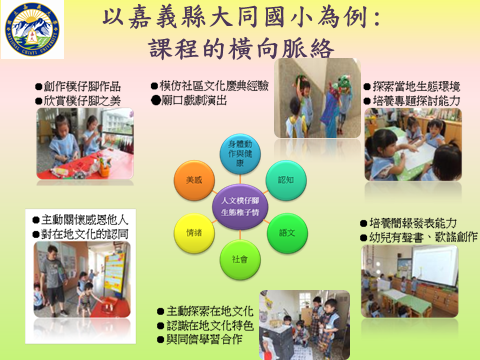 以嘉義縣大同國小為例：
課程的橫向脈絡
●創作樸仔腳作品
●欣賞樸仔腳之美
●模仿社區文化慶典經驗
●廟口戲劇演出
●探索當地生態環境
●培養專題探討能力
身體動
作與健
康
美感
認知
人文樸仔腳
生態稚子情
情緒
語文
社會
●主動關懷感恩他人
●對在地文化的認同
●培養簡報發表能力
●幼兒有聲書、歌謠創作
●主動探索在地文化
●認識在地文化特色
●與同儕學習合作